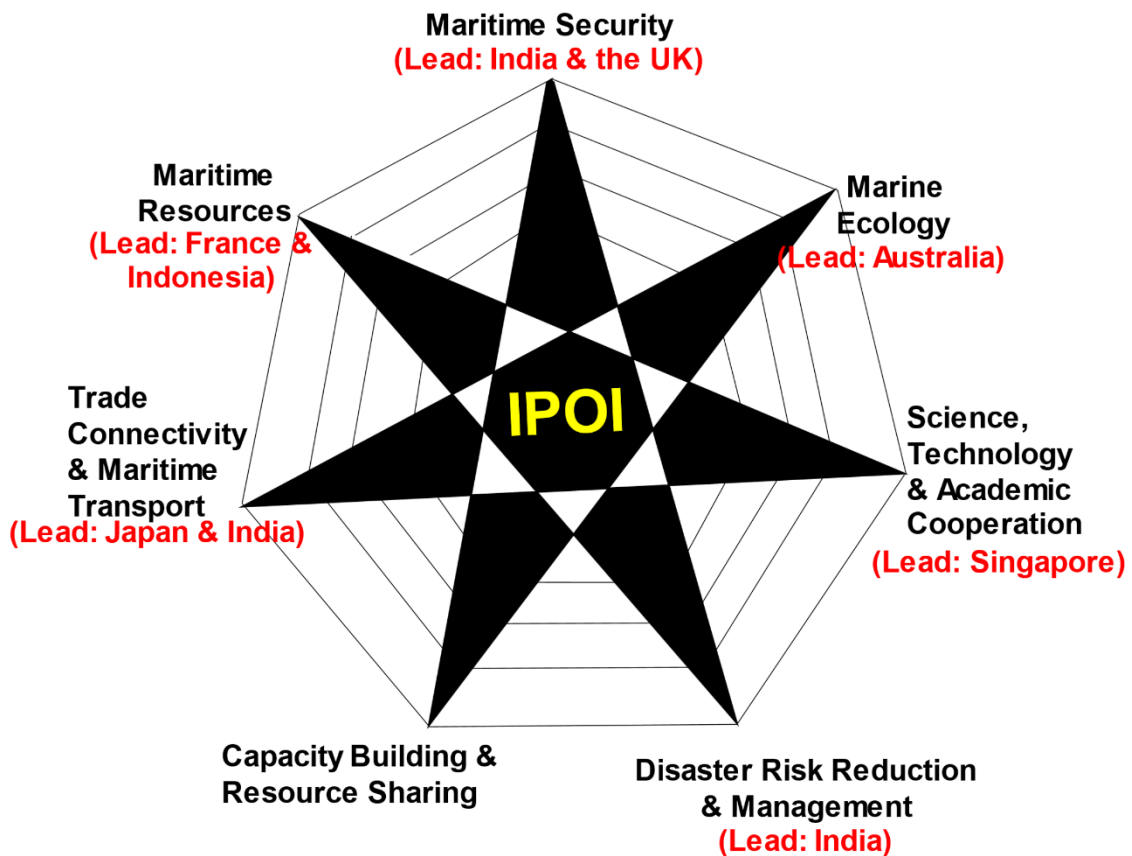 Maritime Security
(Lead: India & the UK)
Maritime
Resources
(Lead: France &
Indonesia)
Marine
Ecology
(Lead: Australia)
IPOI
Trade
Connectivity
& Maritime
Transport
(Lead: Japan & India)
Science,
Technology
& Academic
Cooperation
(Lead: Singapore)
Capacity Building &
Resource Sharing
Disaster Risk Reduction
& Management
(Lead: India)